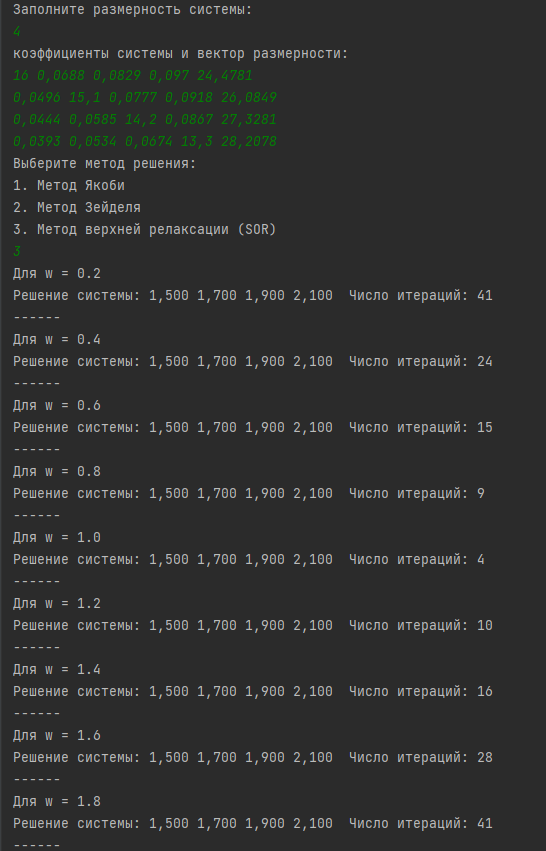 Заполните размерность системы:
4
коэффициенты системы и вектор размерности:
16 0,0688 0,0829 0,097 24,4781
0,0496 15,1 0,0777 0,0918 26,0849
0,0444 0,0585 14,2 0,0867 27,3281
0,0393 0,0534 0,0674 13,3 28,2078
Выберите метод решения:
1. Метод Якоби
2. Метод Зейделя
3. Метод верхней релаксации (SOR)
3
Для w = 0.2
Решение системы: 1,500 1,700 1,900 2,100  Число итераций: 41
------
Для w = 0.4
Решение системы: 1,500 1,700 1,900 2,100  Число итераций: 24
------
Для w = 0.6
Решение системы: 1,500 1,700 1,900 2,100  Число итераций: 15
------
Для w = 0.8
Решение системы: 1,500 1,700 1,900 2,100  Число итераций: 9
------
Для w = 1.0
Решение системы: 1,500 1,700 1,900 2,100  Число итераций: 4
------
Для w = 1.2
Решение системы: 1,500 1,700 1,900 2,100  Число итераций: 10
------
Для w = 1.4
Решение системы: 1,500 1,700 1,900 2,100  Число итераций: 16
------
Для w = 1.6
Решение системы: 1,500 1,700 1,900 2,100  Число итераций: 28
------
Для w = 1.8
Решение системы: 1,500 1,700 1,900 2,100  Число итераций: 41
------